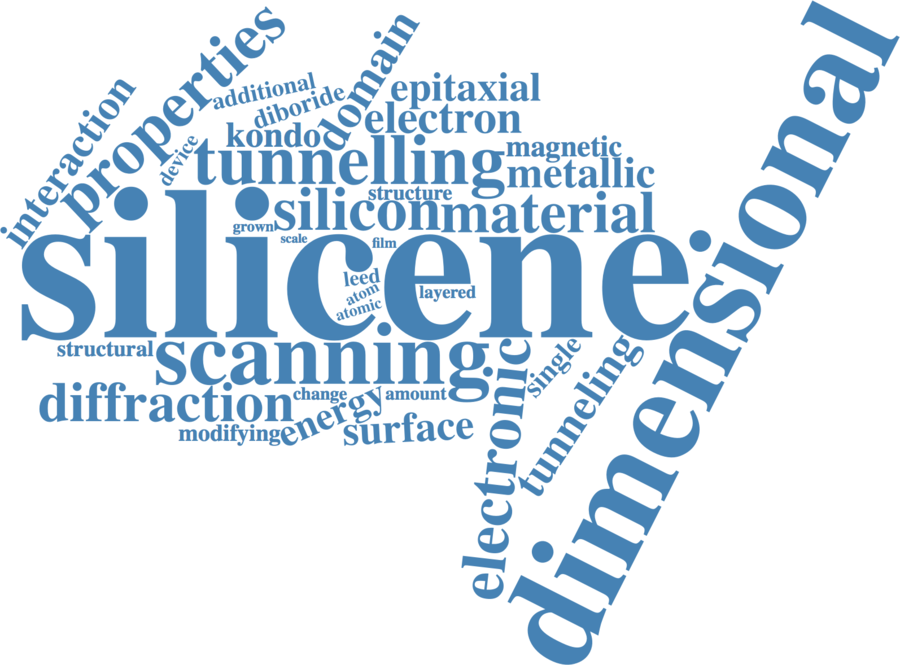 interaction
properties
additional
diboride
domain
epitaxial
electron
kondo
device
tunnelling
magnetic
metallic
structure
silicon
material
grown
scale
film
silicene
leed
atom
atomic
layered
dimensional
structural
scanning
diffraction
change
energy
amount
modifying
surface
electronic
single
tunneling